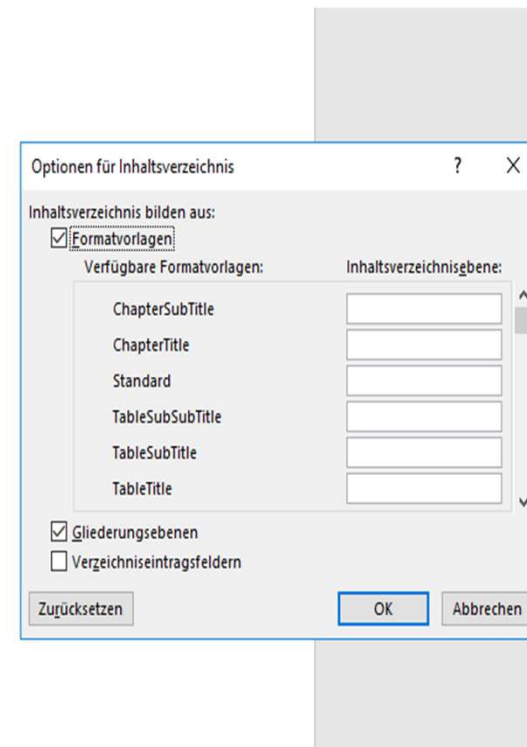 Optionen für Inhaltsverzeichnis ? X
Inhaltsverzeichnis bilden aus:
Formatvorlagen
Verfügbare Formatvorlagen: Inhaltsverzeichnisebene:
ChapterSubTitle
ChapterTitle
Standard
TableSubSubTitle
TableSubTitle
TableTitle
Gliederungsebenen
Verzeichniseintragsfeldern
Zurücksetzen OK Abbrechen